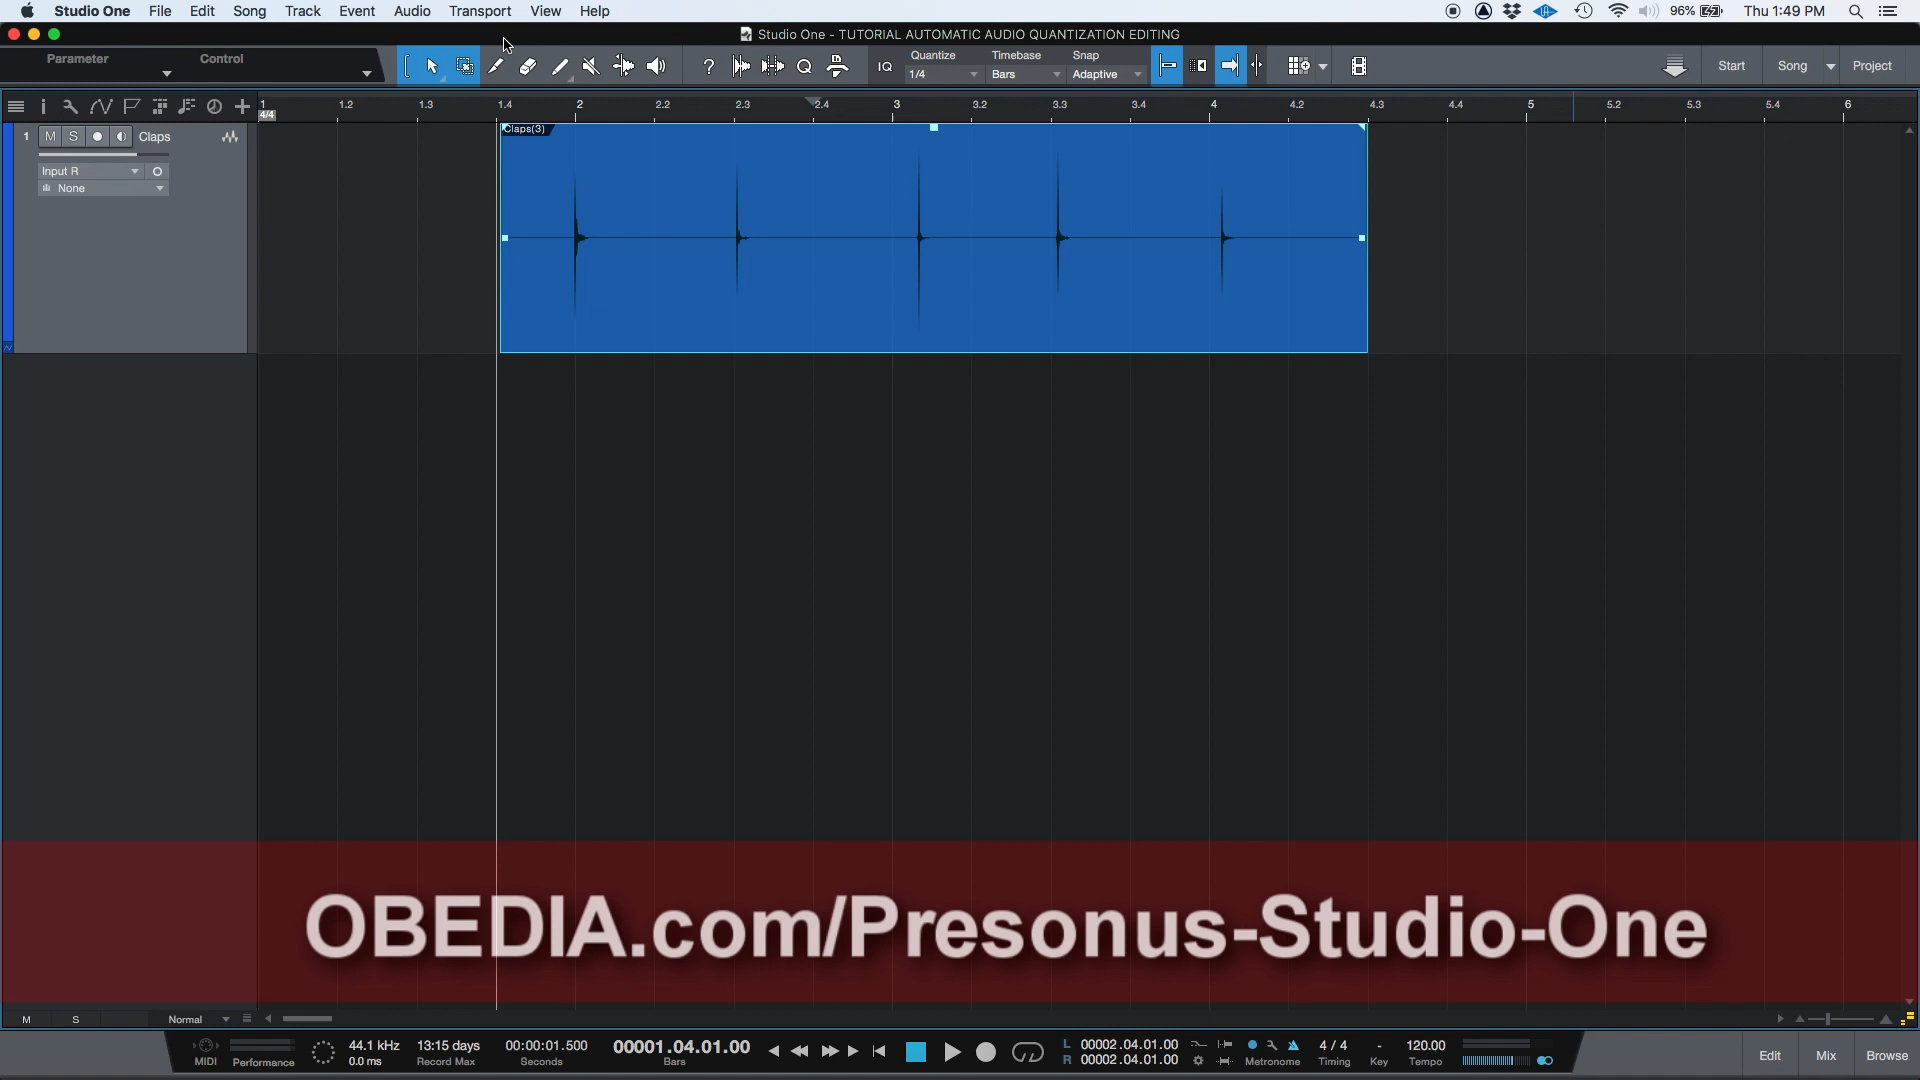 Studio One File Edit Song Track Event Audio Transport View Help 96% Thu 1:49 PM
Studio One - TUTORIAL AUTOMATIC AUDIO QUANTIZATION EDITING
Parameter Control
? IQ Quantize 1/4 Timebase Bars Snap Adaptive Start Song Project
1 1.2 1.3 1.4 2 2.2 2.3 2.4 3 3.2 3.3 3.4 4 4.2 4.3 4.4 5 5.2 5.3 5.4 6
4/4
1 M S Claps
Claps(3)
Input R
None
OBEDIA.com/Presonus-Studio-One
M S Normal
44.1 kHz 13:15 days 00:00:01.500 00001.04.01.00 L 00002.04.01.00 4 / 4 - 120.00
MIDI Performance 0.0 ms Record Max Seconds Bars R 00002.04.01.00 Metronome Timing Key Tempo
Edit Mix Browse